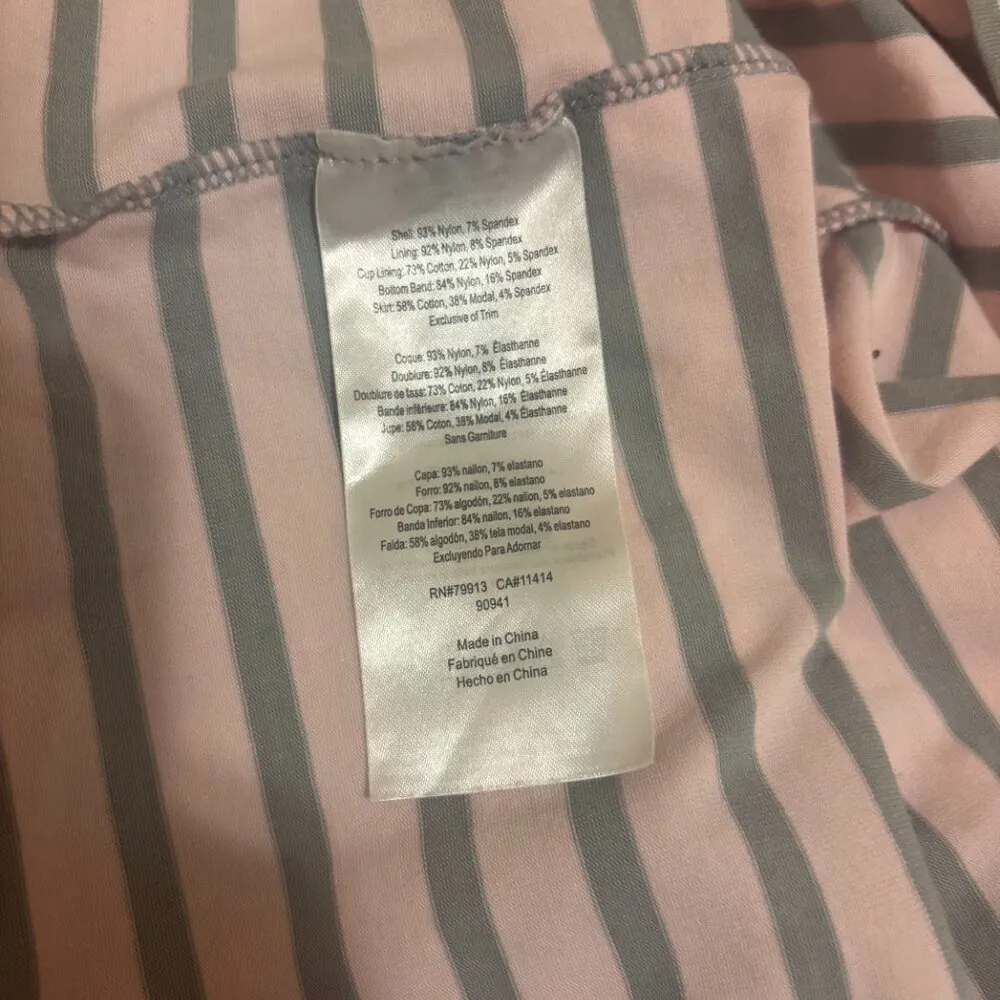 Shell: 93% Nylon, 7% Spandex
Lining: 92% Nylon, 8% Spandex
Cup Lining: 73% Cotton, 22% Nylon, 5% Spandex
Bottom Band: 84% Nylon, 16% Spandex
Skirt: 58% Cotton, 38% Modal, 4% Spandex
Exclusive of Trim
Coque: 93% Nylon, 7% Élasthanne
Doublure: 92% Nylon, 8% Élasthanne
Doublure de tass: 73% Coton, 22% Nylon, 5% Élasthanne
Bande inférieure: 84% Nylon, 16% Élasthanne
Jupe: 58% Coton, 38% Modal, 4% Élasthanne
Sans Garniture
Capa: 93% nailon, 7% elastano
Forro: 92% nailon, 8% elastano
Forro de Copa: 73% algodón, 22% nailon, 5% elastano
Banda Inferior: 84% nailon, 16% elastano
Falda: 58% algodón, 38% tela modal, 4% elastano
Excluyendo Para Adornar
RN#79913 CA#11414
90941
Made in China
Fabriqué en Chine
Hecho en China